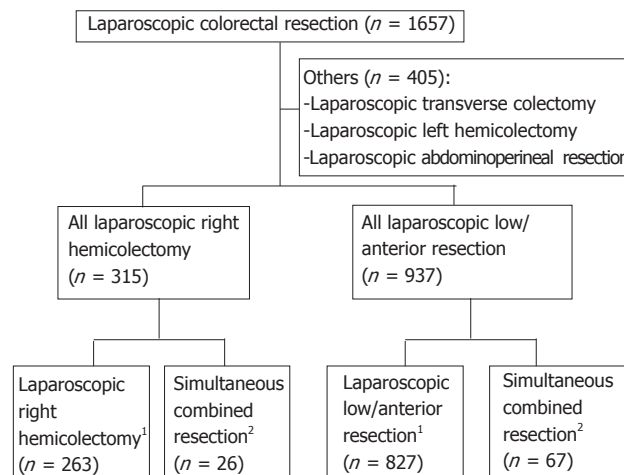 Laparoscopic colorectal resection (n = 1657)
Others (n = 405):
-Laparoscopic transverse colectomy
-Laparoscopic left hemicolectomy
-Laparoscopic abdominoperineal resection
All laparoscopic right
hemicolectomy
(n = 315)
All laparoscopic low/
anterior resection
(n = 937)
Laparoscopic
right
hemicolectomy¹
(n = 263)
Simultaneous
combined
resection²
(n = 26)
Laparoscopic
low/anterior
resection¹
(n = 827)
Simultaneous
combined
resection²
(n = 67)